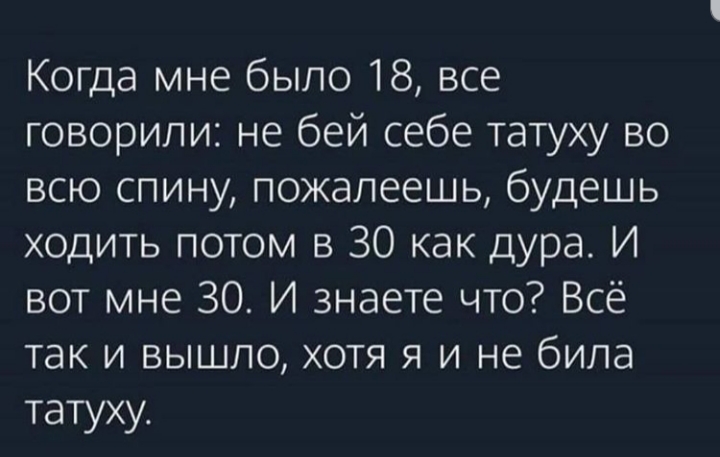 Когда мне было 18, все
говорили: не бей себе татуху во
всю спину, пожалеешь, будешь
ходить потом в 30 как дура. И
вот мне 30. И знаете что? Всё
так и вышло, хотя я и не била
татуху.